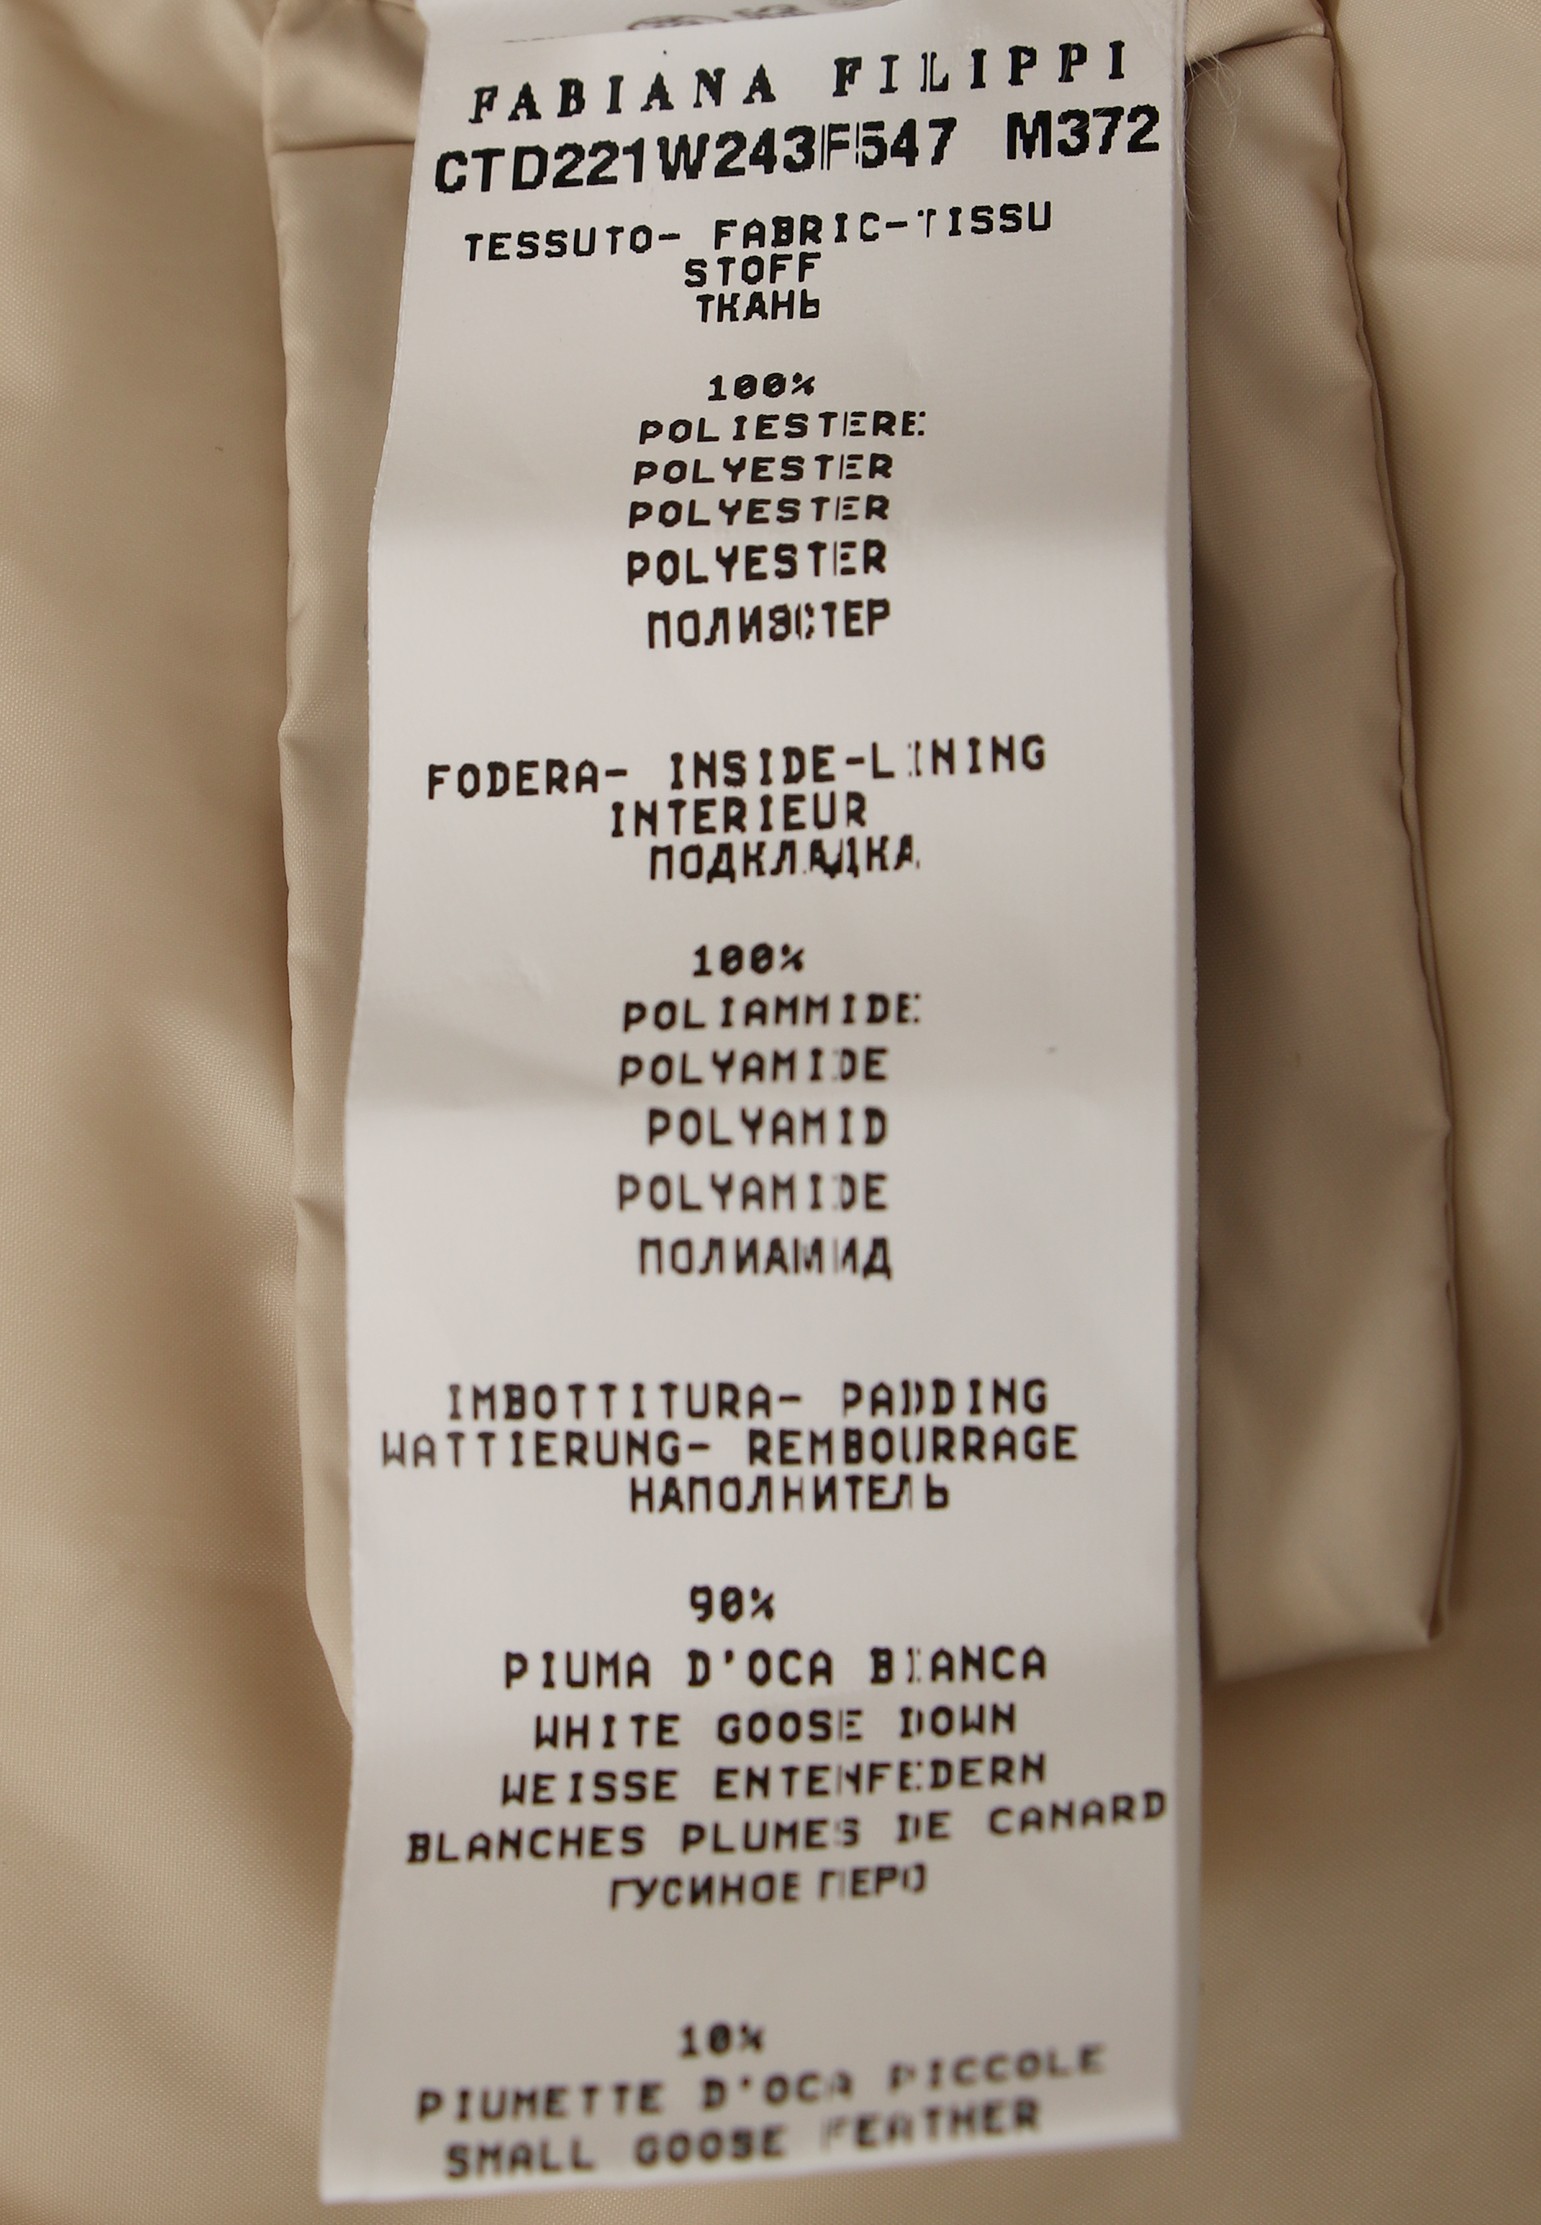 FABIANA FILIPPI
CTD221W243F547 M372
TESSUTO- FABRIC-TISSU
STOFF
ТКАНЬ
100%
POLIESTERE
POLYESTER
POLYESTER
POLYESTER
ПОЛИЭСТЕР
FODERA- INSIDE-LINING
INTERIEUR
ПОДКЛАДКА
100%
POLIAMMIDE
POLYAMIDE
POLYAMID
POLYAMIDE
ПОЛИАМИД
IMBOTTITURA- PADDING
WATTIERUNG- REMBOURRAGE
НАПОЛНИТЕЛЬ
90%
PIUMA D'OCA BIANCA
WHITE GOOSE DOWN
WEISSE ENTENFEDERN
BLANCHES PLUMES DE CANARD
ГУСИНОЕ ПЕРО
10%
PIUMETTE D'OCA PICCOLE
SMALL GOOSE FEATHER